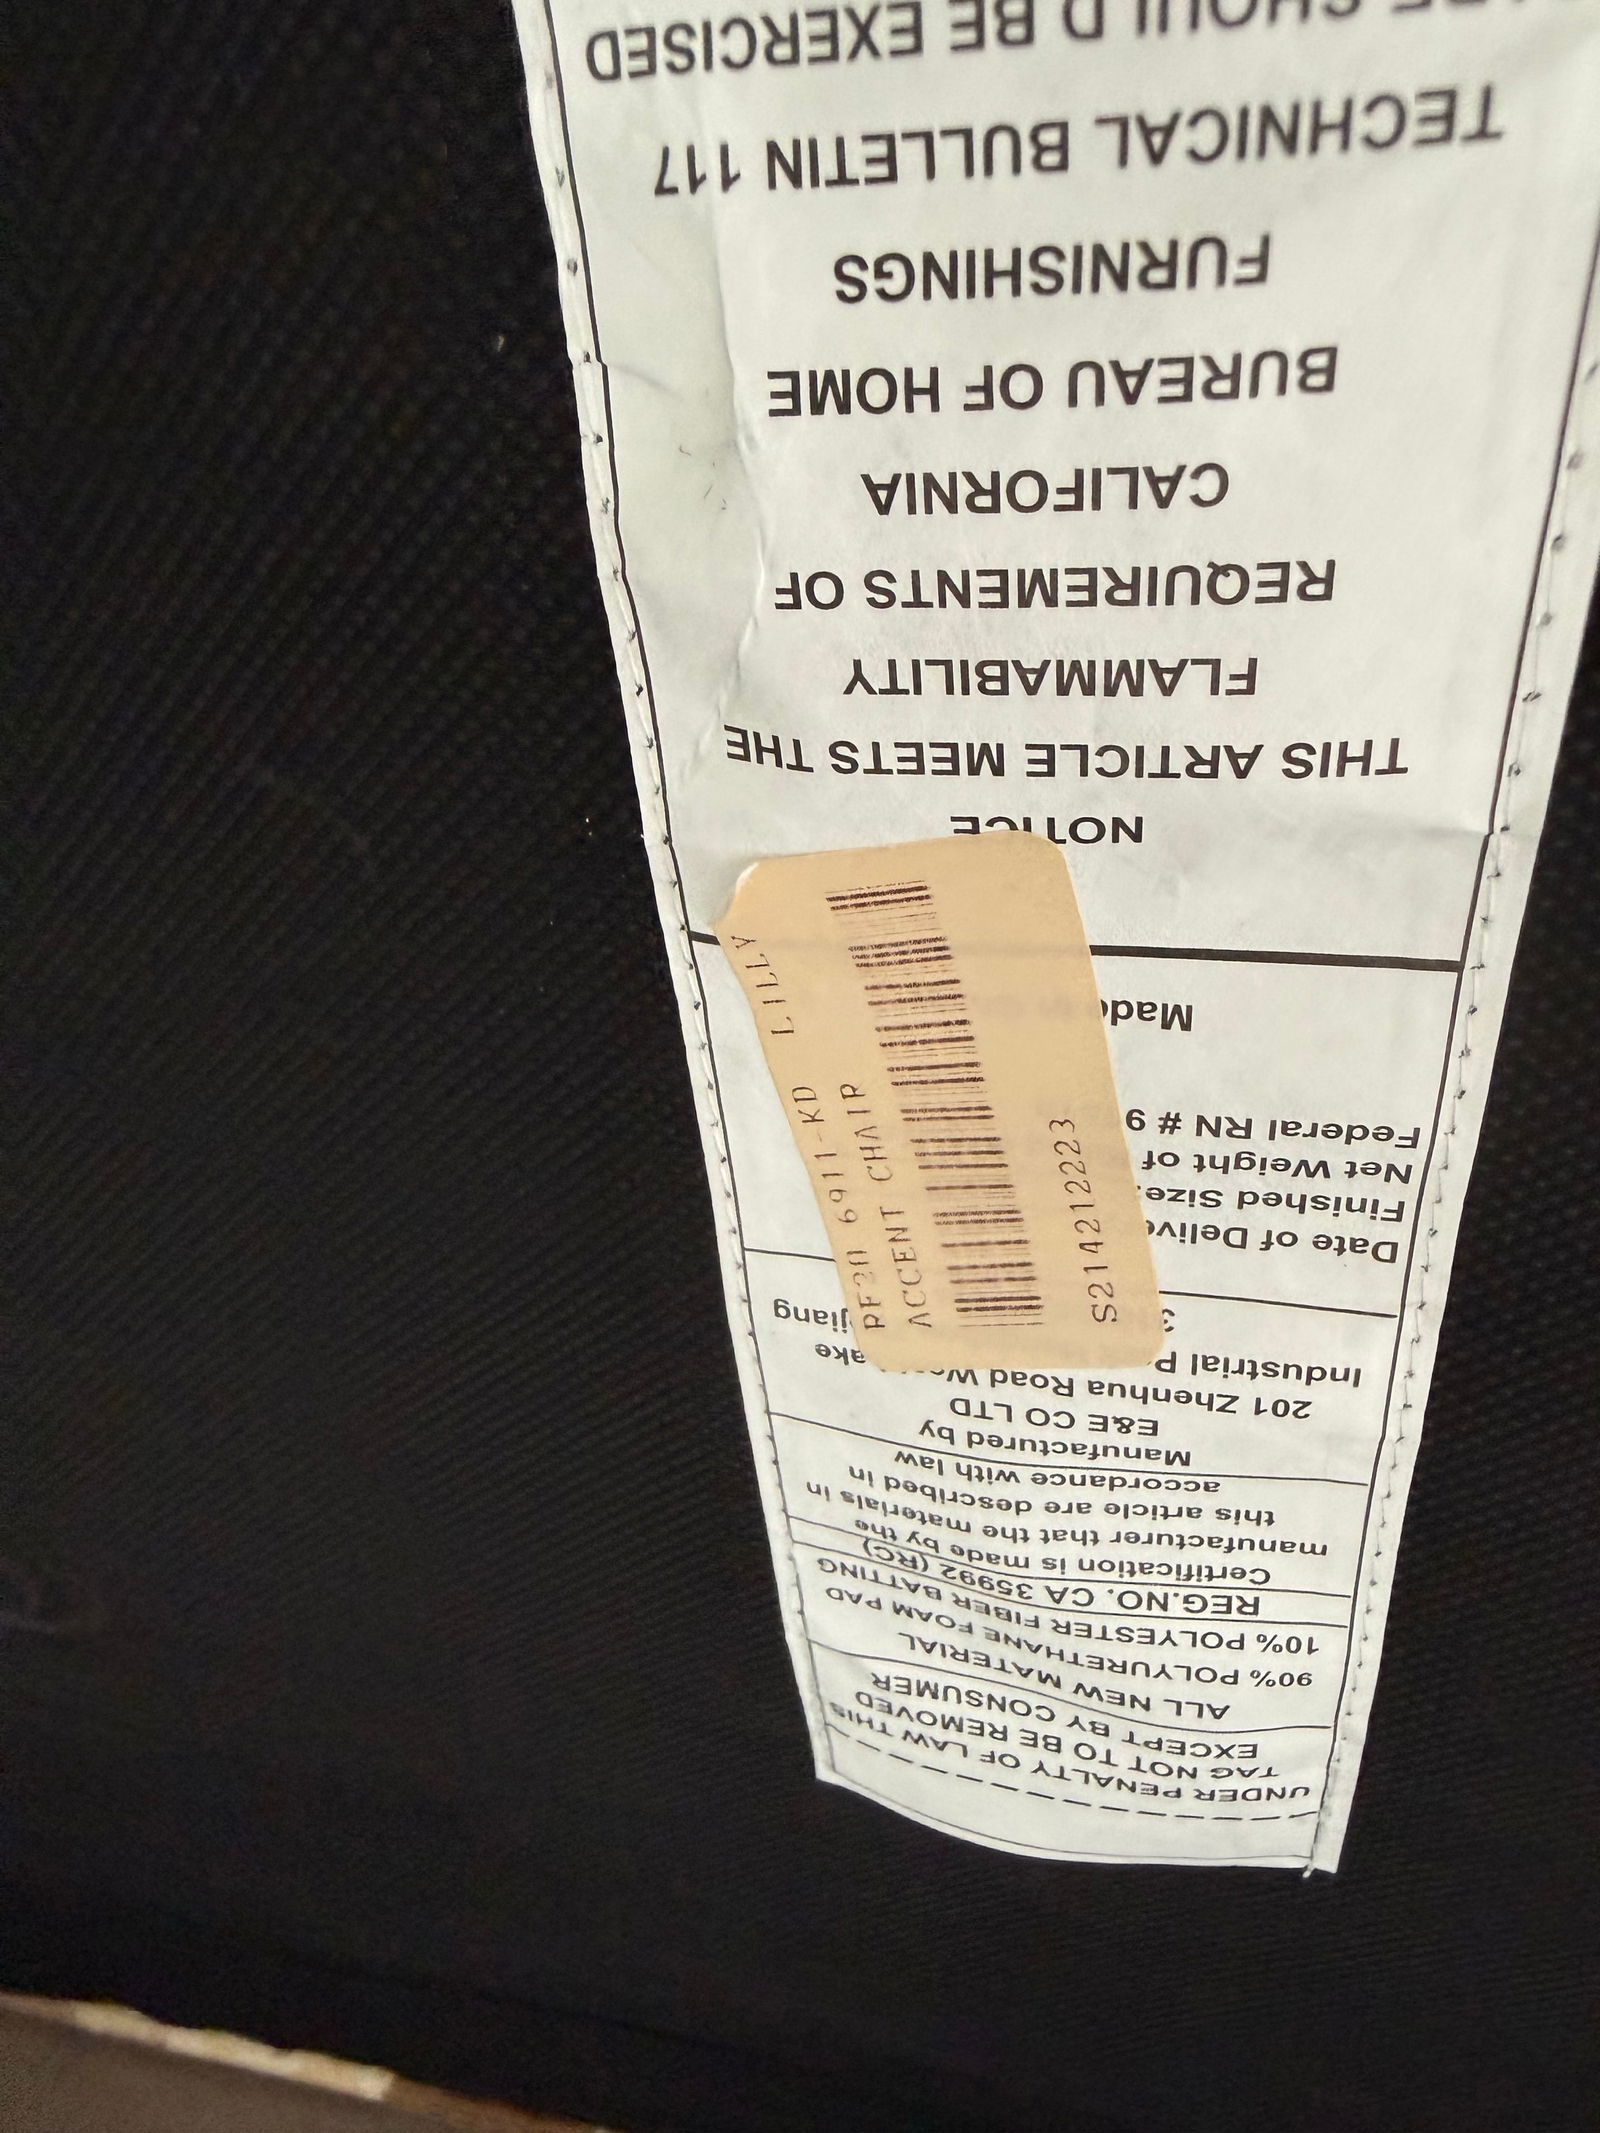 UNDER PENALTY OF LAW THIS
TAG NOT TO BE REMOVED
EXCEPT BY CONSUMER
ALL NEW MATERIAL
90% POLYURETHANE FOAM PAD
10% POLYESTER FIBER BATTING
REG.NO. CA 35992 (RC)
Certification is made by the
manufacturer that the materials in
this article are described in
accordance with law
Manufactured by
E&E CO LTD
201 Zhenhua Road
Industrial
Date of
Finished Size:
Net Weight of
Federal RN # 9
Made
NOTICE
THIS ARTICLE MEETS THE
FLAMMABILITY
REQUIREMENTS OF
CALIFORNIA
BUREAU OF HOME
FURNISHINGS
TECHNICAL BULLETIN 117
SHOULD BE EXERCISED
6911-KD LILLY
ACCENT CHAIR
S214212223